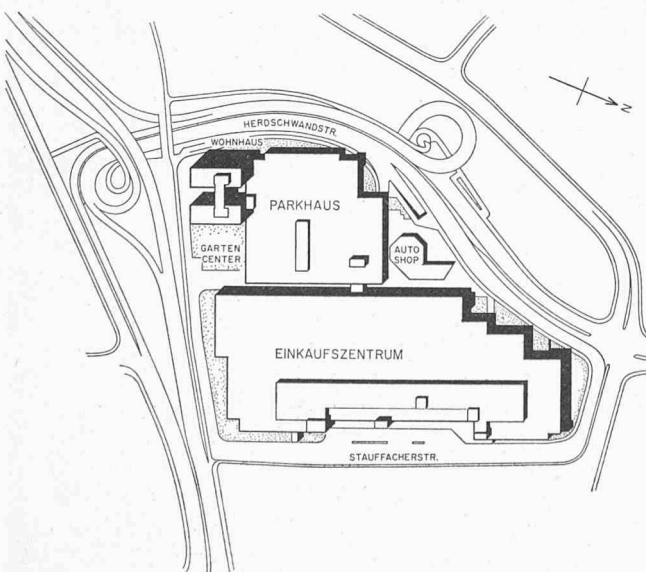 N
HERDSCHWANDSTR.
WOHNHAUS
PARKHAUS
GARTEN
CENTER
AUTO
SHOP
EINKAUFSZENTRUM
STAUFFACHERSTR.